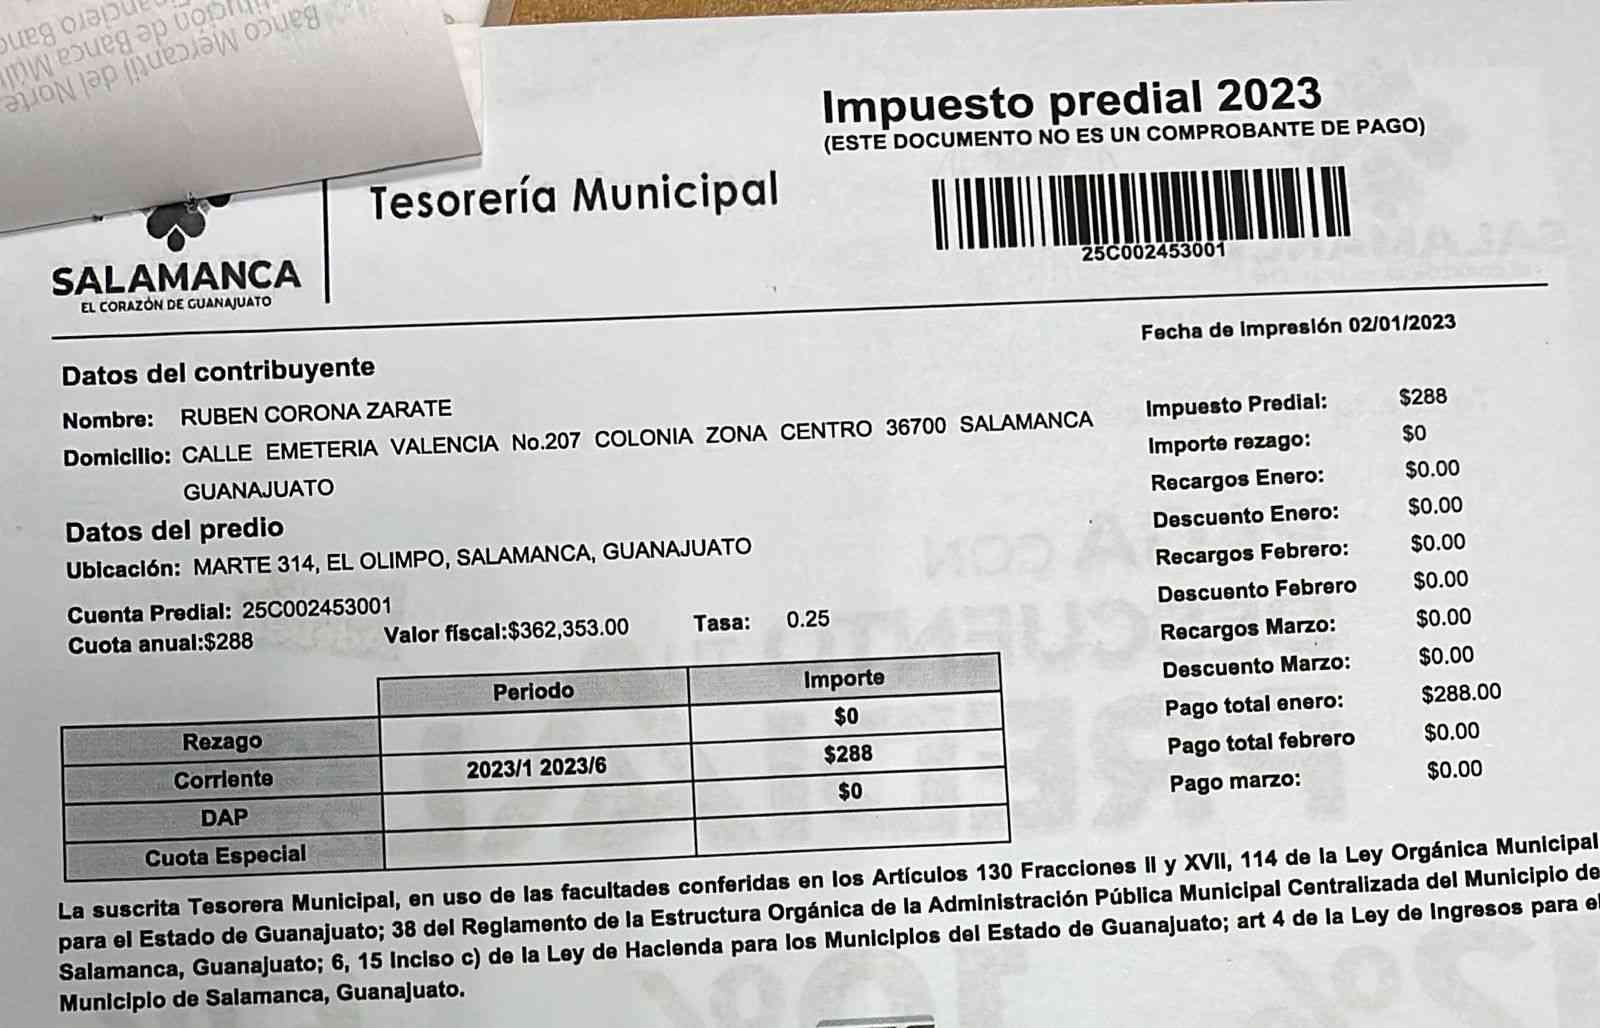 Banco Mercantil del Norte
Impuesto predial 2023
(ESTE DOCUMENTO NO ES UN COMPROBANTE DE PAGO)
Tesorería Municipal
25C002453001
SALAMANCA
EL CORAZÓN DE GUANAJUATO
Fecha de impresión 02/01/2023
Datos del contribuyente
Nombre: RUBEN CORONA ZARATE
Domicilio: CALLE EMETERIA VALENCIA No.207 COLONIA ZONA CENTRO 36700 SALAMANCA
GUANAJUATO
Datos del predio
Ubicación: MARTE 314, EL OLIMPO, SALAMANCA, GUANAJUATO
Cuenta Predial: 25C002453001
Cuota anual:$288 Valor fiscal:$362,353.00 Tasa: 0.25
Impuesto Predial: $288
Importe rezago: $0
Recargos Enero: $0.00
Descuento Enero: $0.00
Recargos Febrero: $0.00
Descuento Febrero $0.00
Recargos Marzo: $0.00
Descuento Marzo: $0.00
Pago total enero: $288.00
Pago total febrero $0.00
Pago marzo: $0.00
Periodo Importe
Rezago $0
Corriente 2023/1 2023/6 $288
DAP $0
Cuota Especial
La suscrita Tesorera Municipal, en uso de las facultades conferidas en los Artículos 130 Fracciones II y XVII, 114 de la Ley Orgánica Municipal
para el Estado de Guanajuato; 38 del Reglamento de la Estructura Orgánica de la Administración Pública Municipal Centralizada del Municipio de
Salamanca, Guanajuato; 6, 15 Inciso c) de la Ley de Hacienda para los Municipios del Estado de Guanajuato; art 4 de la Ley de Ingresos para el
Municipio de Salamanca, Guanajuato.